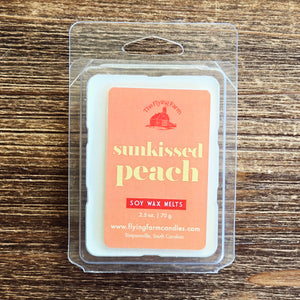 The Flying Farm
sunkissed
peach
SOY WAX MELTS
2.5 oz. | 70 g
www.flyingfarmcandles.com
Simpsonville, South Carolina